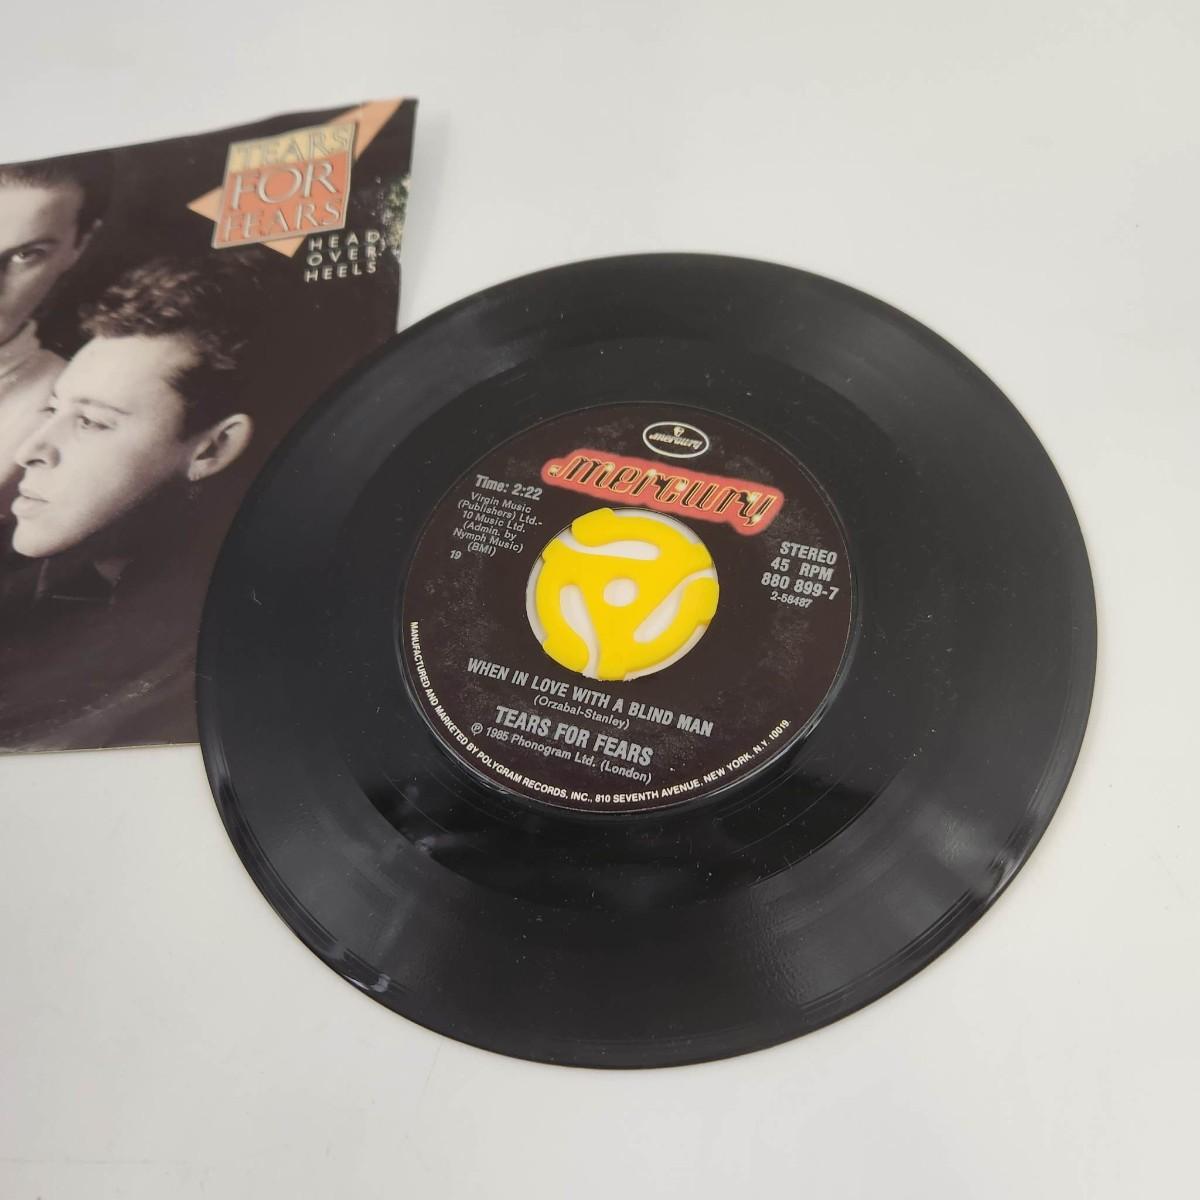 TEARS
FOR
FEARS
HEAD
OVER
HEELS
mercury
mercury
Time: 2:22
Virgin Music
(Publishers) Ltd.-
10 Music Ltd.
(Admin. by
Nymph Music)
(BMI)
19
STEREO
45 RPM
880 899-7
2-58487
WHEN IN LOVE WITH A BLIND MAN
(Orzabal-Stanley)
TEARS FOR FEARS
℗ 1985 Phonogram Ltd. (London)
MANUFACTURED AND MARKETED BY POLYGRAM RECORDS, INC., 810 SEVENTH AVENUE, NEW YORK, N.Y. 10019.